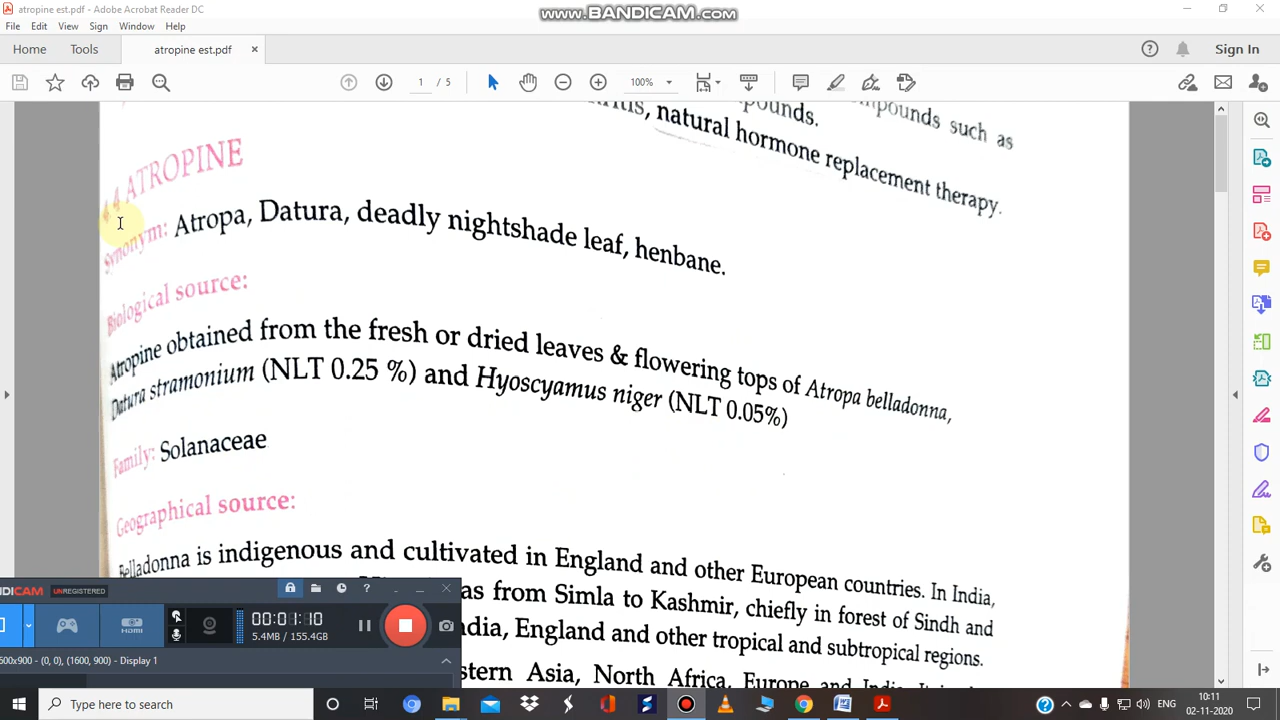 atropine est.pdf - Adobe Acrobat Reader DC
WWW.BANDICAM.COM
File Edit View Sign Window Help
Home Tools atropine est.pdf × Sign In
1 / 5 100%
pounds such as
pounds.
natural hormone replacement therapy.
4 ATROPINE
Synonym: Atropa, Datura, deadly nightshade leaf, henbane.
Biological source:
Atropine obtained from the fresh or dried leaves & flowering tops of Atropa belladonna,
Datura stramonium (NLT 0.25 %) and Hyoscyamus niger (NLT 0.05%)
Family: Solanaceae
Geographical source:
Belladonna is indigenous and cultivated in England and other European countries. In India,
as from Simla to Kashmir, chiefly in forest of Sindh and
ndia, England and other tropical and subtropical regions.
stern Asia, North Africa, Europe and India.
ICAM UNREGISTERED
HDMI 00:01:10
5.4MB / 155.4GB
600x900 - (0, 0), (1600, 900) - Display 1
Type here to search
ENG
10:11
02-11-2020